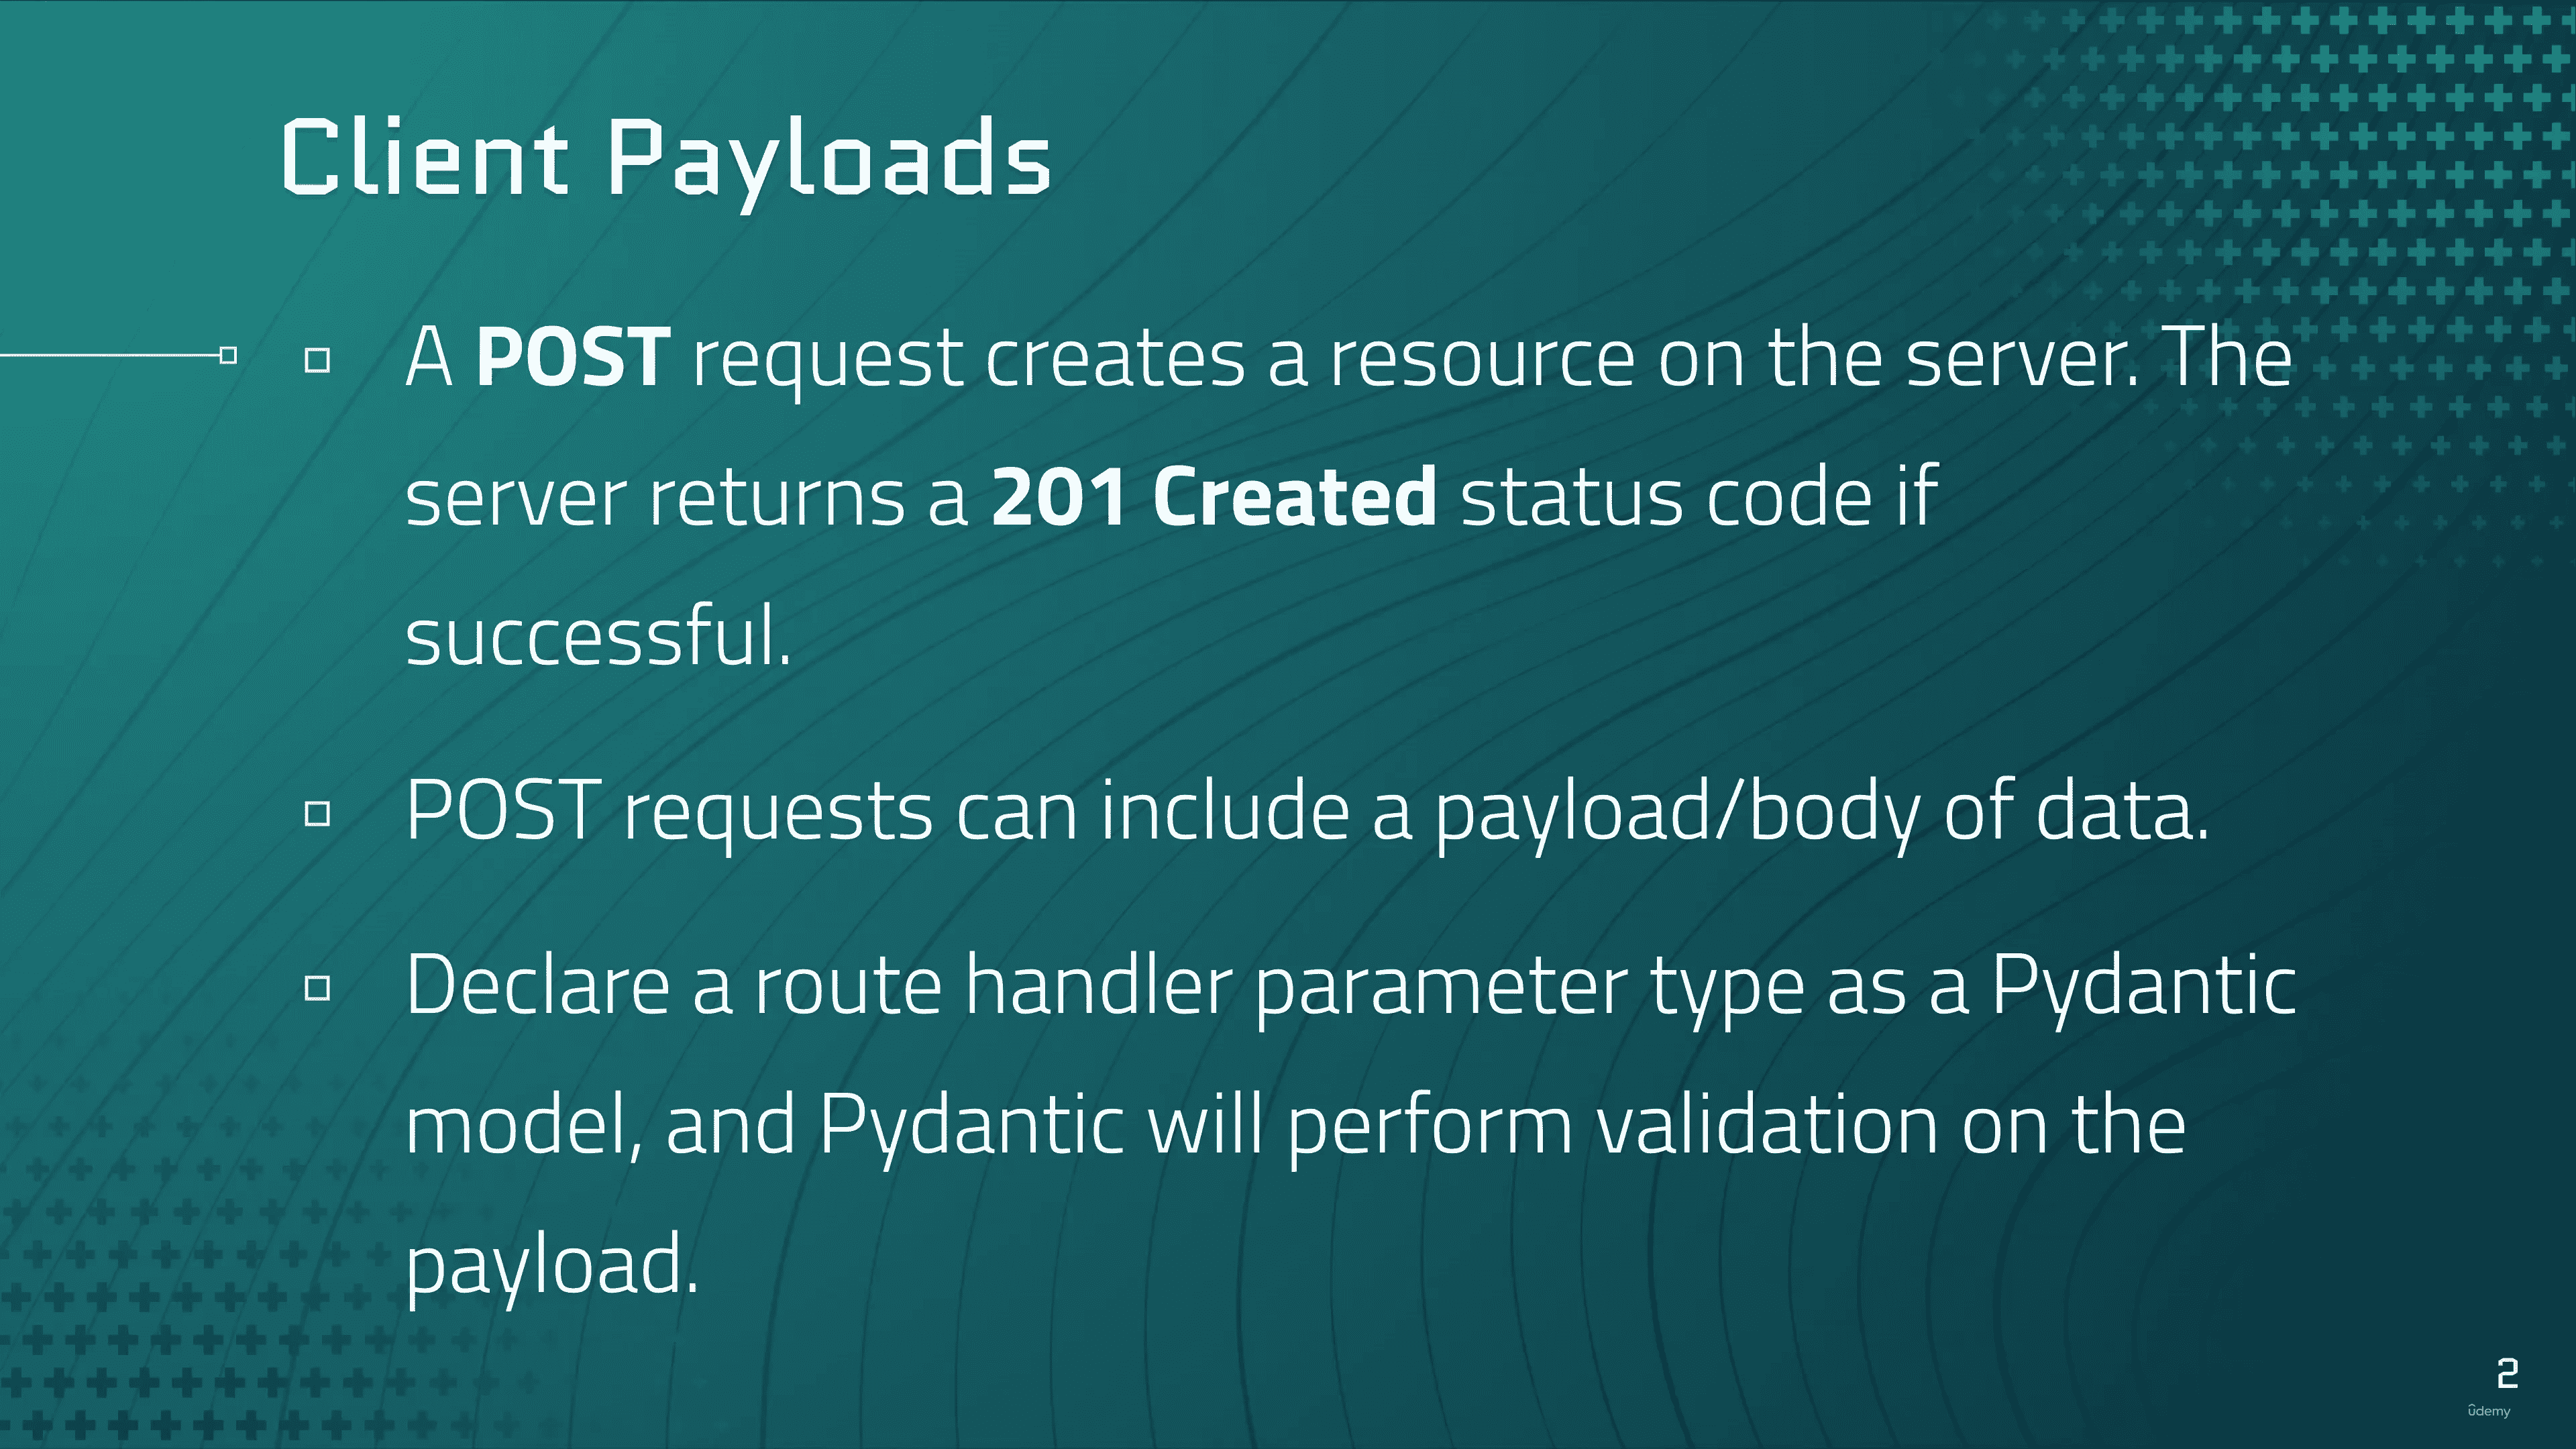 Client Payloads
A POST request creates a resource on the server. The
server returns a 201 Created status code if
successful.
POST requests can include a payload/body of data.
Declare a route handler parameter type as a Pydantic
model, and Pydantic will perform validation on the
payload.
2
ûdemy